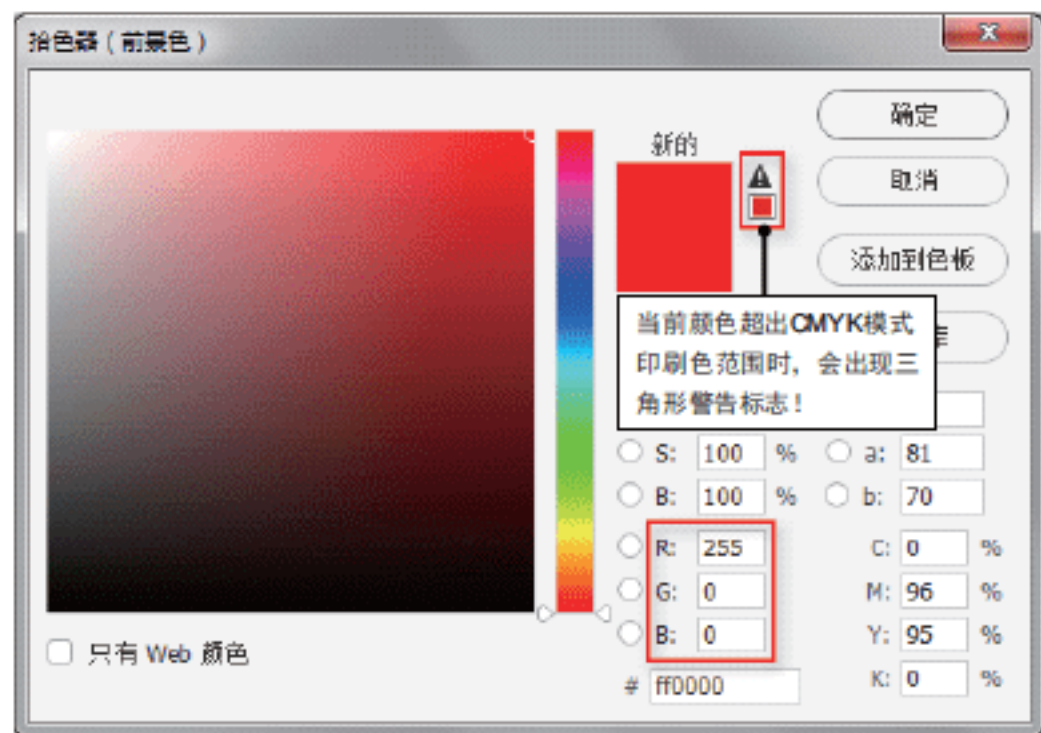 拾色器（前景色）
确定
新的
取消
添加到色板
当前颜色超出CMYK模式
印刷色范围时，会出现三
角形警告标志！
S: 100 % a: 81
B: 100 % b: 70
R: 255 C: 0 %
G: 0 M: 96 %
B: 0 Y: 95 %
只有 Web 颜色
# ff0000 K: 0 %